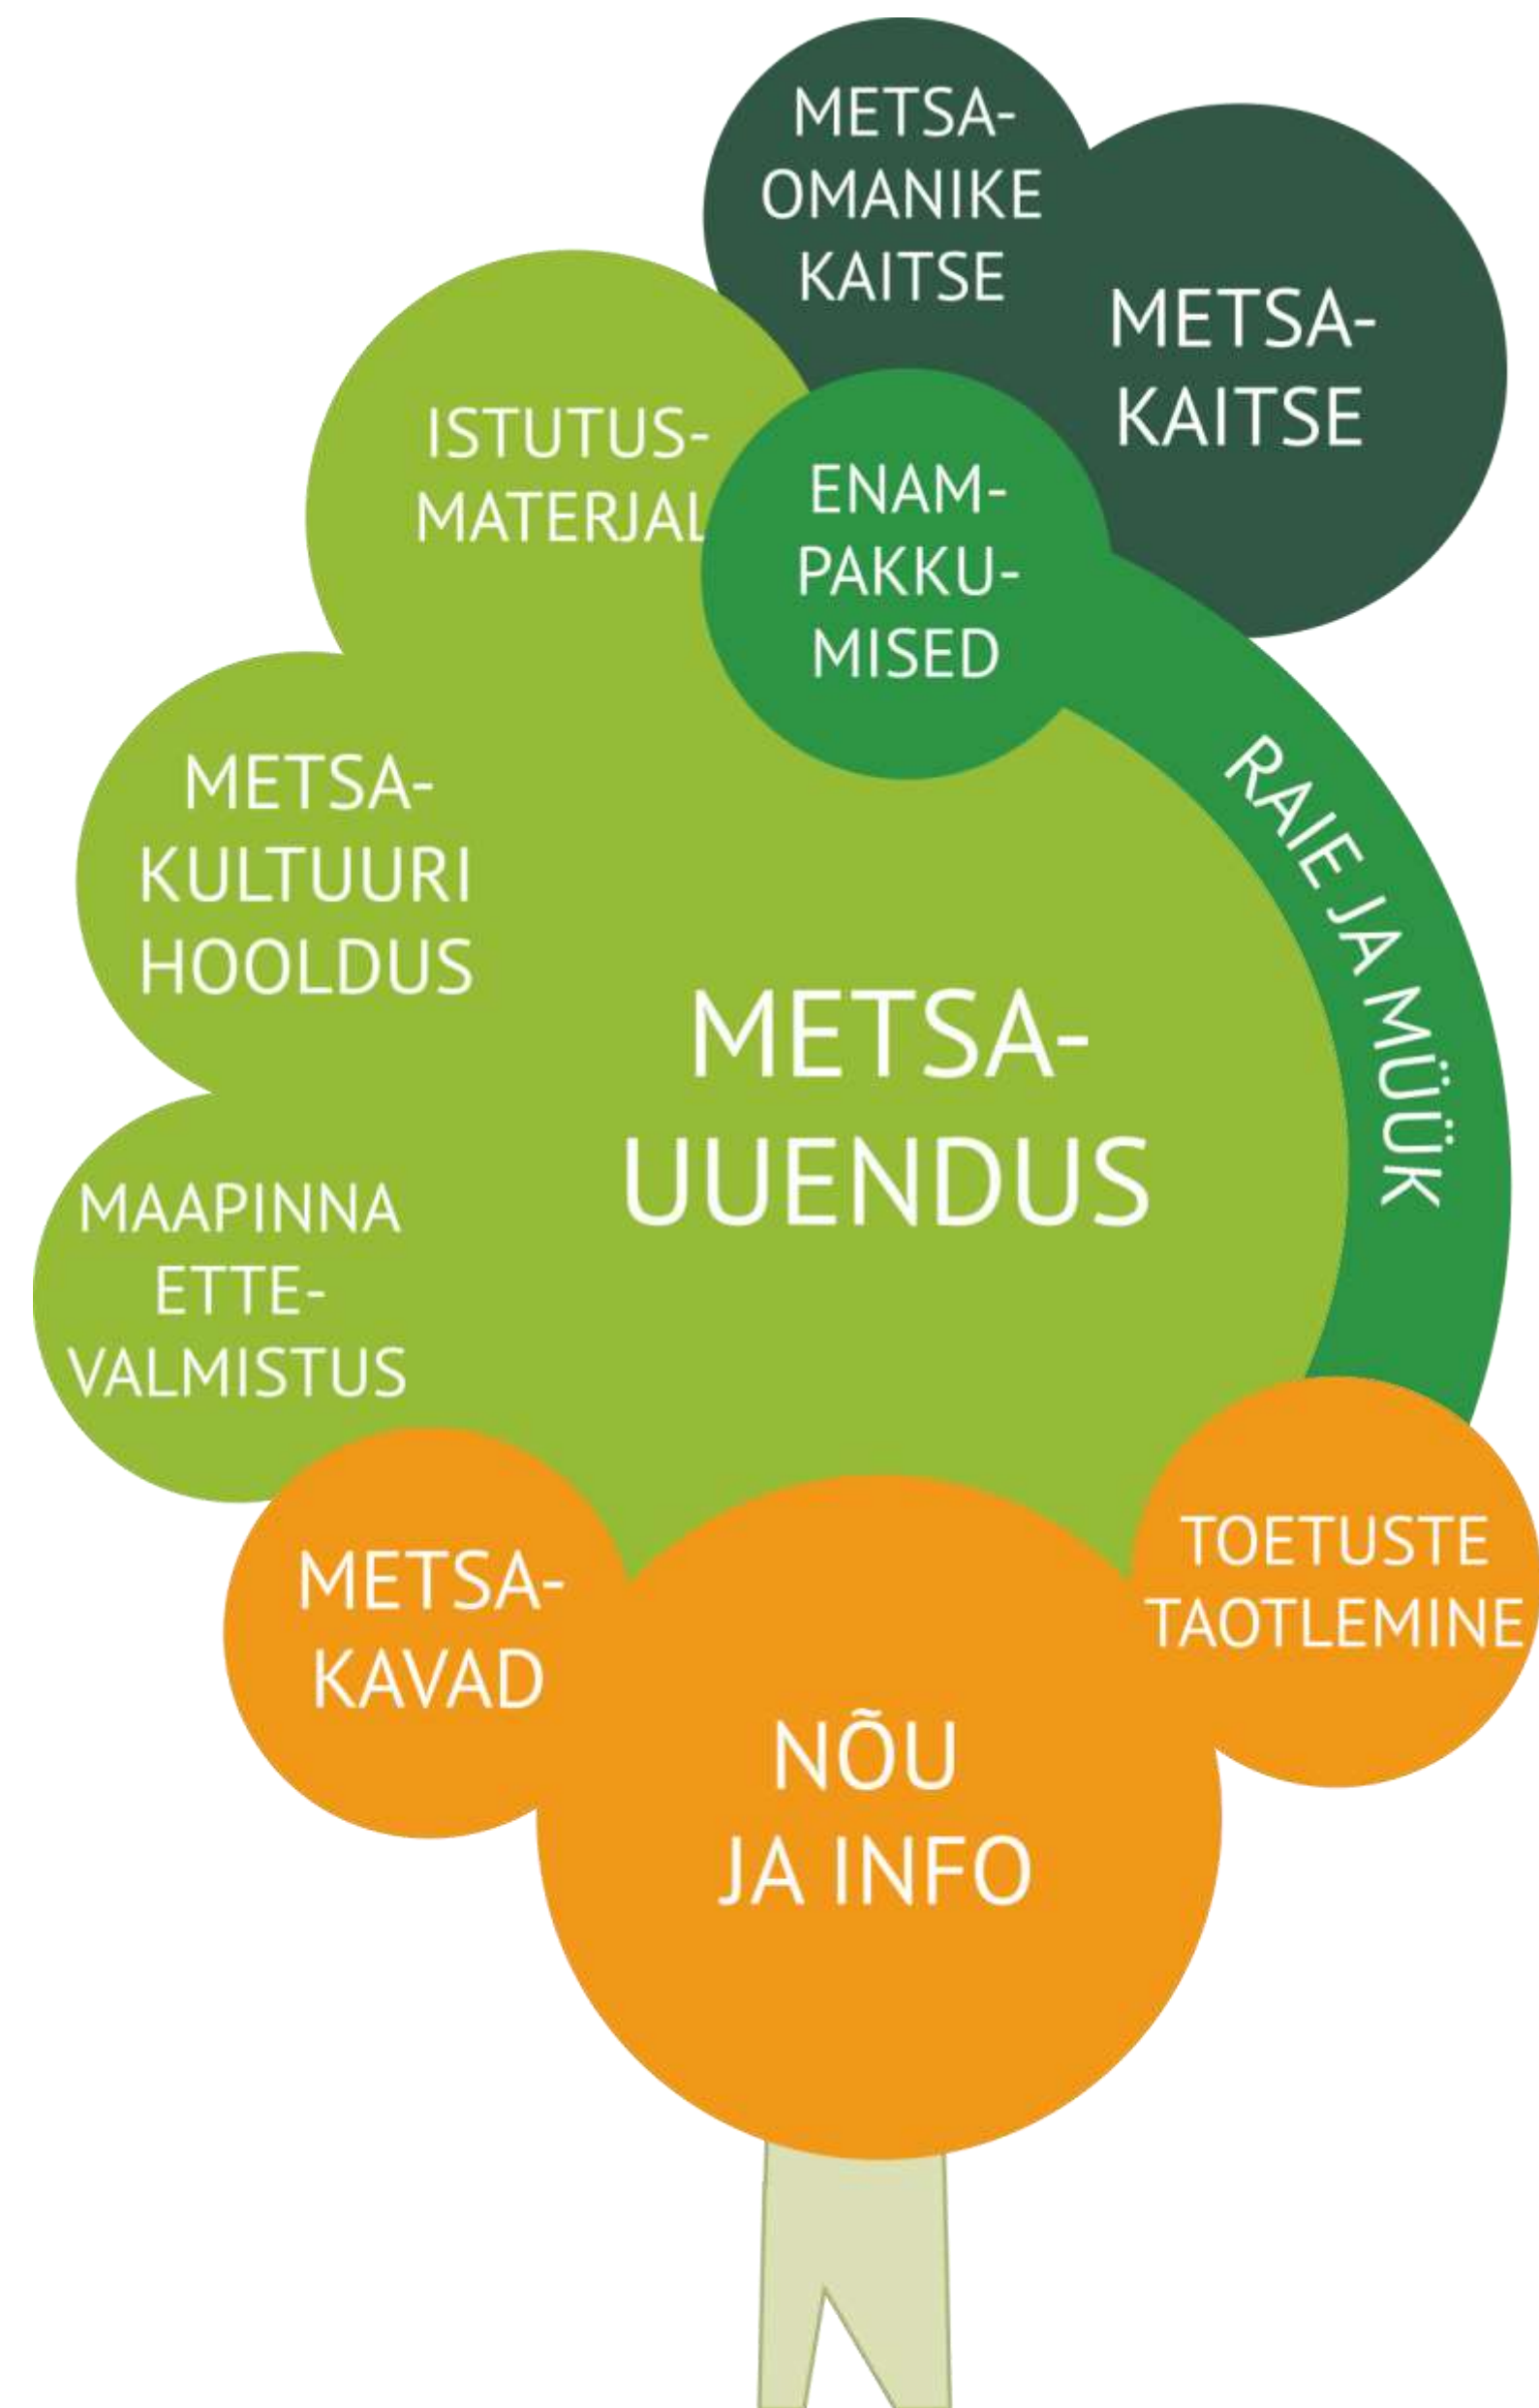 METSA-
OMANIKE
KAITSE
METSA-
KAITSE
ISTUTUS-
MATERJAL
ENAM-
PAKKU-
MISED
RAIE JA MÜÜK
METSA-
KULTUURI
HOOLDUS
METSA-
UUENDUS
MAAPINNA
ETTE-
VALMISTUS
METSA-
KAVAD
TOETUSTE
TAOTLEMINE
NÕU
JA INFO